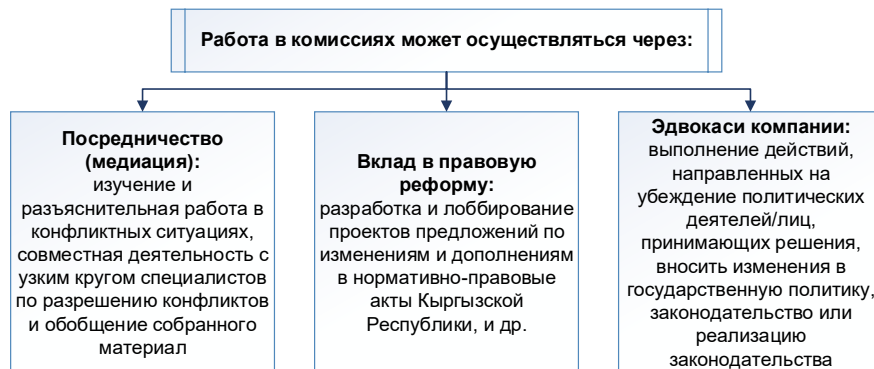 Работа в комиссиях может осуществляться через:
Посредничество
(медиация):
изучение и
разъяснительная работа в
конфликтных ситуациях,
совместная деятельность с
узким кругом специалистов
по разрешению конфликтов
и обобщение собранного
материал
Вклад в правовую
реформу:
разработка и лоббирование
проектов предложений по
изменениям и дополнениям
в нормативно-правовые
акты Кыргызской
Республики, и др.
Эдвокаси компании:
выполнение действий,
направленных на
убеждение политических
деятелей/лиц,
принимающих решения,
вносить изменения в
государственную политику,
законодательство или
реализацию
законодательства